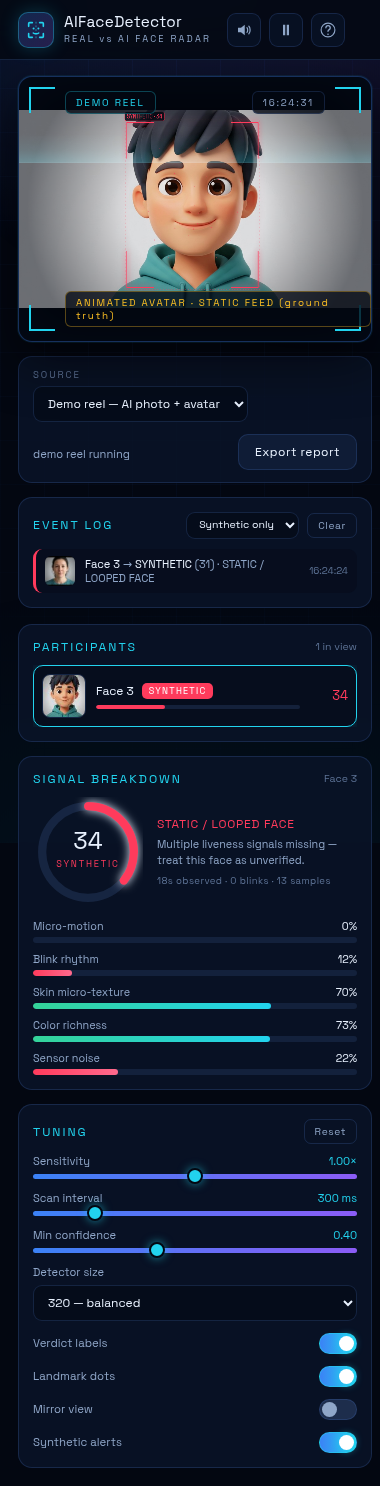 AIFaceDetector
REAL vs AI FACE RADAR
DEMO REEL
16:24:31
SYNTHETIC · 31
ANIMATED AVATAR · STATIC FEED (ground
truth)
SOURCE
Demo reel — AI photo + avatar
demo reel running
Export report
EVENT LOG
Synthetic only
Clear
Face 3 → SYNTHETIC (31) · STATIC /
LOOPED FACE
16:24:24
PARTICIPANTS
1 in view
Face 3
SYNTHETIC
34
SIGNAL BREAKDOWN
Face 3
34
SYNTHETIC
STATIC / LOOPED FACE
Multiple liveness signals missing —
treat this face as unverified.
18s observed · 0 blinks · 13 samples
Micro-motion 0%
Blink rhythm 12%
Skin micro-texture 70%
Color richness 73%
Sensor noise 22%
TUNING
Reset
Sensitivity 1.00×
Scan interval 300 ms
Min confidence 0.40
Detector size
320 — balanced
Verdict labels
Landmark dots
Mirror view
Synthetic alerts